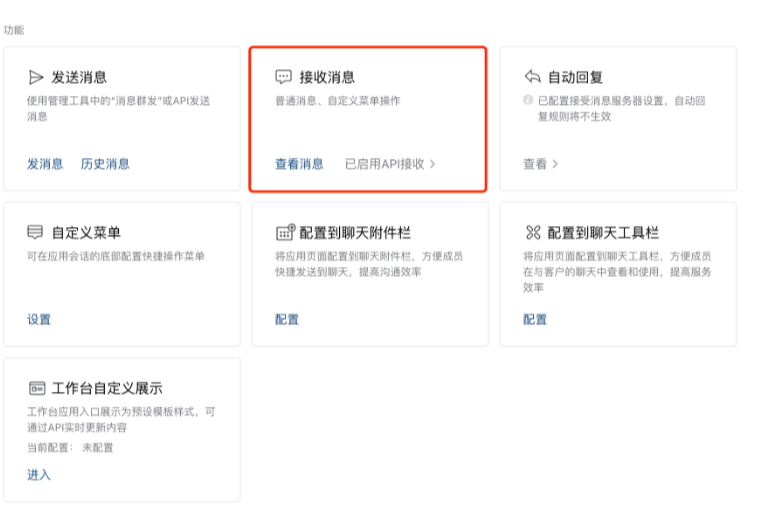 功能
发送消息
使用管理工具中的“消息群发”或API发送
消息
发消息 历史消息
接收消息
普通消息、自定义菜单操作
查看消息 已启用API接收 >
自动回复
已配置接受消息服务器设置，自动回
复规则将不生效
查看 >
自定义菜单
可在应用会话的底部配置快捷操作菜单
设置
配置到聊天附件栏
将应用页面配置到聊天附件栏，方便成员
快捷发送到聊天，提高沟通效率
配置
配置到聊天工具栏
将应用页面配置到聊天工具栏，方便成员
在与客户的聊天中查看和使用，提高服务
效率
配置
工作台自定义展示
工作台应用入口展示为预设模板样式，可
通过API实时更新内容
当前配置： 未配置
进入